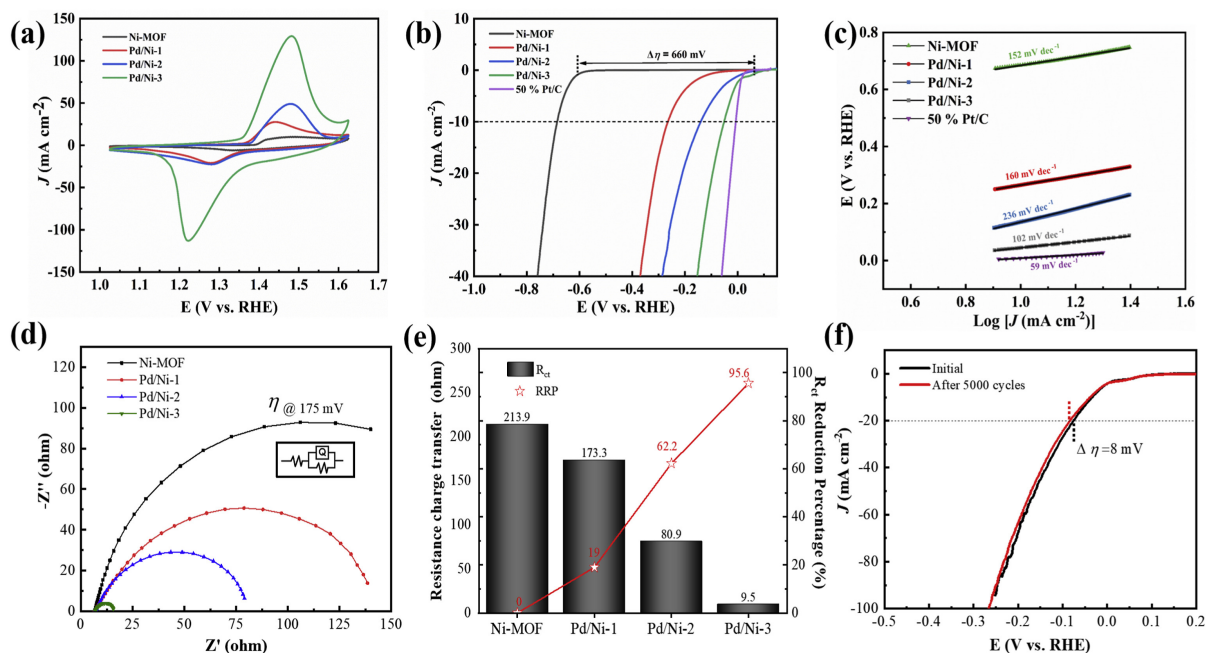 (a)
Ni-MOF
Pd/Ni-1
Pd/Ni-2
Pd/Ni-3
J (mA cm⁻²)
150
100
50
0
-50
-100
-150
1.0 1.1 1.2 1.3 1.4 1.5 1.6 1.7
E (V vs. RHE)
(b)
Δη = 660 mV
Ni-MOF
Pd/Ni-1
Pd/Ni-2
Pd/Ni-3
50 % Pt/C
J (mA cm⁻²)
10
0
-10
-20
-30
-40
-1.0 -0.8 -0.6 -0.4 -0.2 0.0
E (V vs. RHE)
(c)
Ni-MOF
Pd/Ni-1
Pd/Ni-2
Pd/Ni-3
50 % Pt/C
152 mV dec⁻¹
160 mV dec⁻¹
236 mV dec⁻¹
102 mV dec⁻¹
59 mV dec⁻¹
E (V vs. RHE)
0.8
0.6
0.4
0.2
0.0
0.6 0.8 1.0 1.2 1.4 1.6
Log [J (mA cm⁻²)]
(d)
Ni-MOF
Pd/Ni-1
Pd/Ni-2
Pd/Ni-3
η @ 175 mV
Q
-Z'' (ohm)
120
90
60
30
0
0 25 50 75 100 125 150
Z' (ohm)
(e)
Rct
RRP
Resistance charge transfer (ohm)
300
250
200
150
100
50
0
213.9
173.3
80.9
9.5
0
19
62.2
95.6
Ni-MOF Pd/Ni-1 Pd/Ni-2 Pd/Ni-3
100
80
60
40
20
0
Rct Reduction Percentage (%)
(f)
Initial
After 5000 cycles
Δ η =8 mV
J (mA cm⁻²)
0
-20
-40
-60
-80
-100
-0.5 -0.4 -0.3 -0.2 -0.1 0.0 0.1 0.2
E (V vs. RHE)